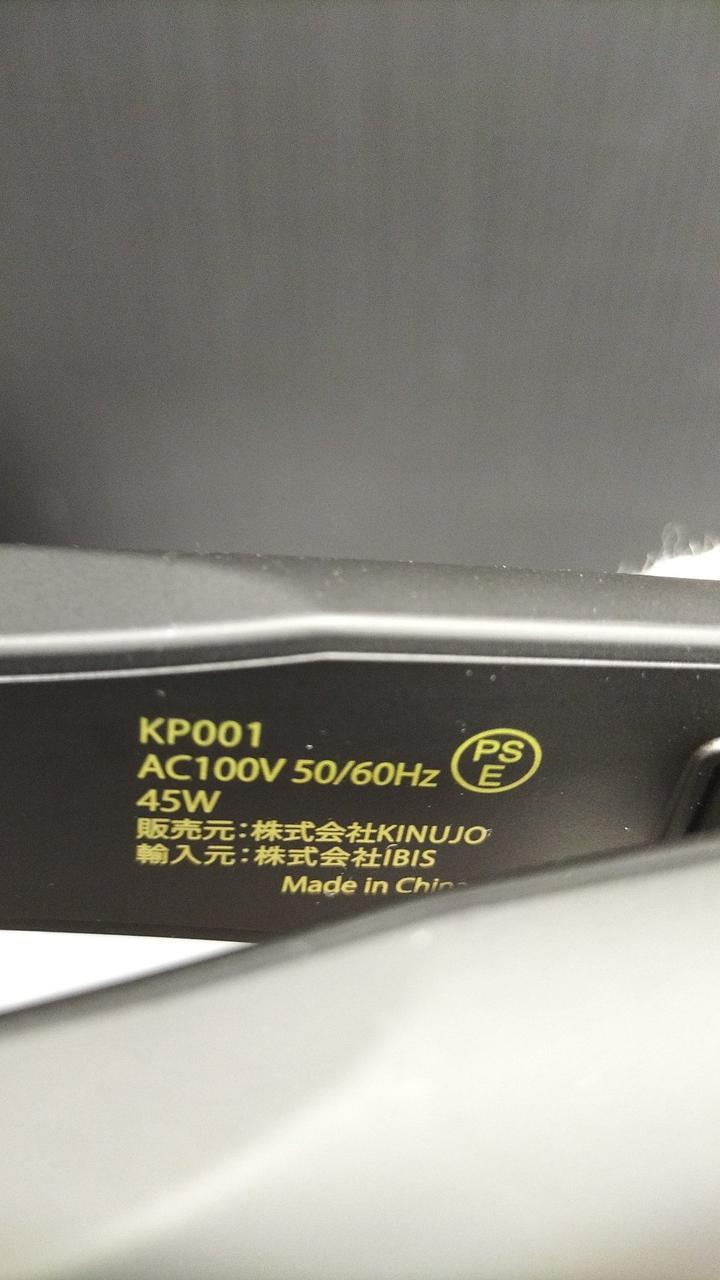 KP001
AC100V 50/60Hz
PS
E
45W
販売元：株式会社KINUJO
輸入元：株式会社IBIS
Made in